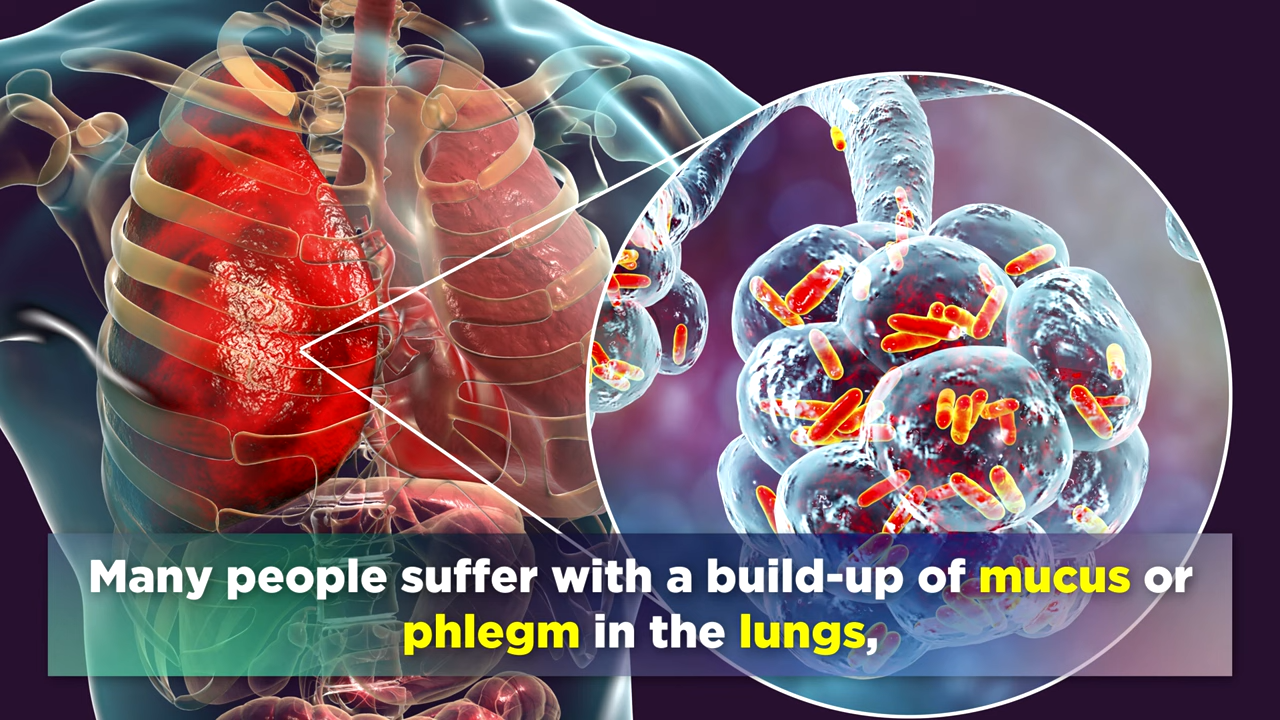 Many people suffer with a build-up of mucus or
phlegm in the lungs,